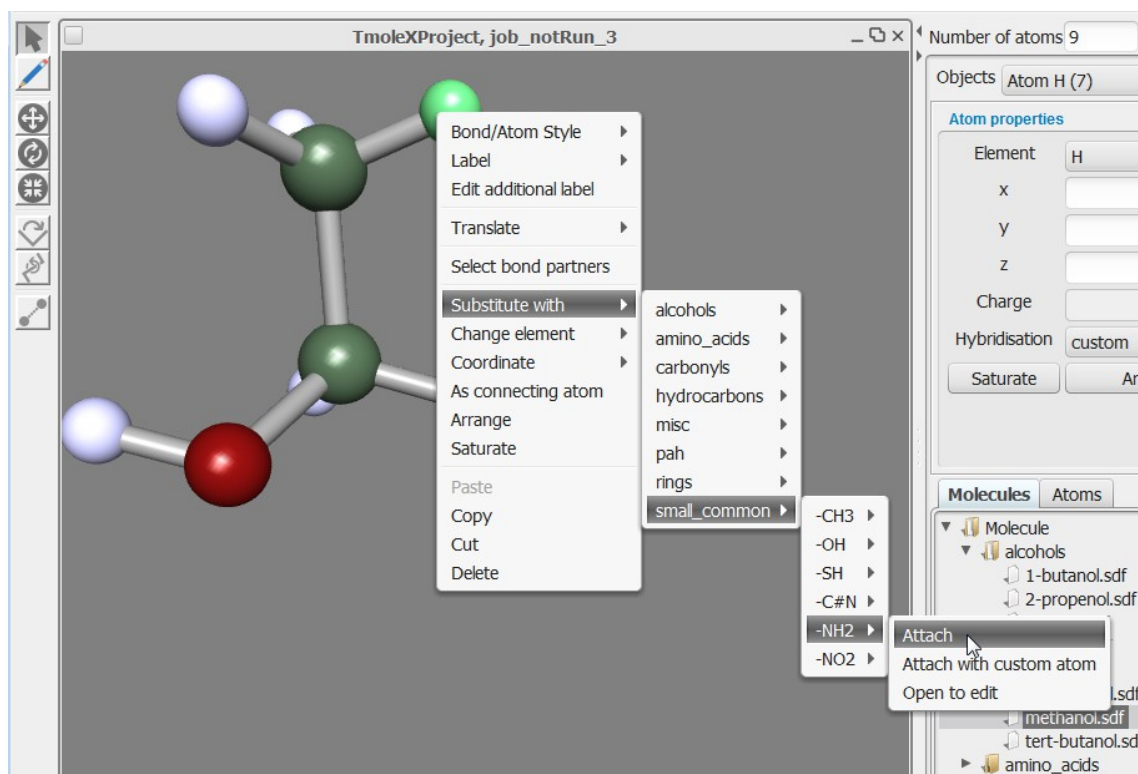 TmoleXProject, job_notRun_3
Number of atoms 9
Objects Atom H (7)
Atom properties
Element H
x
y
z
Charge
Hybridisation custom
Saturate
Bond/Atom Style
Label
Edit additional label
Translate
Select bond partners
Substitute with
Change element
Coordinate
As connecting atom
Arrange
Saturate
Paste
Copy
Cut
Delete
alcohols
amino_acids
carbonyls
hydrocarbons
misc
pah
rings
small_common
-CH3
-OH
-SH
-C#N
-NH2
-NO2
Attach
Attach with custom atom
Open to edit
Molecules Atoms
Molecule
alcohols
1-butanol.sdf
2-propenol.sdf
methanol.sdf
tert-butanol.sd
amino_acids